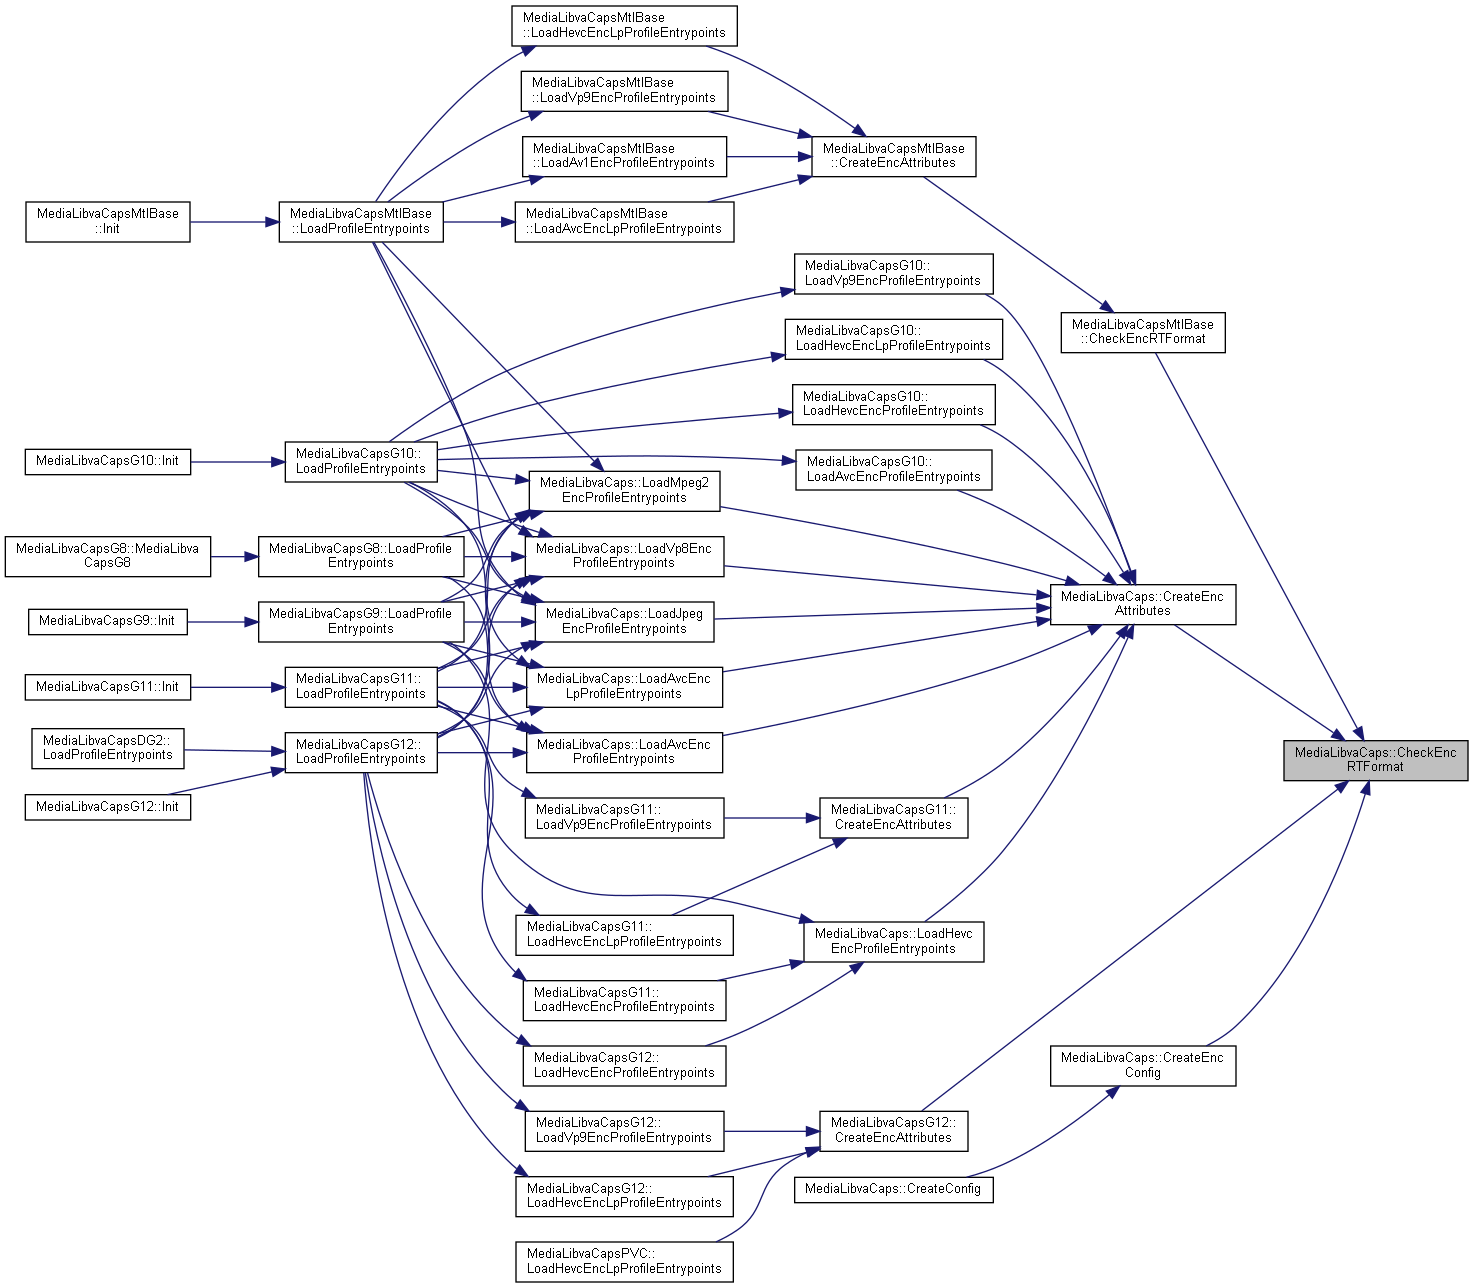 MediaLibvaCapsMtlBase
::LoadHevcEncLpProfileEntrypoints
MediaLibvaCapsMtlBase
::LoadVp9EncProfileEntrypoints
MediaLibvaCapsMtlBase
::LoadAv1EncProfileEntrypoints
MediaLibvaCapsMtlBase
::CreateEncAttributes
MediaLibvaCapsMtlBase
::Init
MediaLibvaCapsMtlBase
::LoadProfileEntrypoints
MediaLibvaCapsMtlBase
::LoadAvcEncLpProfileEntrypoints
MediaLibvaCapsG10::
LoadVp9EncProfileEntrypoints
MediaLibvaCapsG10::
LoadHevcEncLpProfileEntrypoints
MediaLibvaCapsMtlBase
::CheckEncRTFormat
MediaLibvaCapsG10::
LoadHevcEncProfileEntrypoints
MediaLibvaCapsG10::Init
MediaLibvaCapsG10::
LoadProfileEntrypoints
MediaLibvaCapsG10::
LoadAvcEncProfileEntrypoints
MediaLibvaCaps::LoadMpeg2
EncProfileEntrypoints
MediaLibvaCapsG8::MediaLibva
CapsG8
MediaLibvaCapsG8::LoadProfile
Entrypoints
MediaLibvaCaps::LoadVp8Enc
ProfileEntrypoints
MediaLibvaCaps::CreateEnc
Attributes
MediaLibvaCapsG9::Init
MediaLibvaCapsG9::LoadProfile
Entrypoints
MediaLibvaCaps::LoadJpeg
EncProfileEntrypoints
MediaLibvaCapsG11::Init
MediaLibvaCapsG11::
LoadProfileEntrypoints
MediaLibvaCaps::LoadAvcEnc
LpProfileEntrypoints
MediaLibvaCapsDG2::
LoadProfileEntrypoints
MediaLibvaCapsG12::
LoadProfileEntrypoints
MediaLibvaCaps::LoadAvcEnc
ProfileEntrypoints
MediaLibvaCaps::CheckEnc
RTFormat
MediaLibvaCapsG12::Init
MediaLibvaCapsG11::
LoadVp9EncProfileEntrypoints
MediaLibvaCapsG11::
CreateEncAttributes
MediaLibvaCapsG11::
LoadHevcEncLpProfileEntrypoints
MediaLibvaCaps::LoadHevc
EncProfileEntrypoints
MediaLibvaCapsG11::
LoadHevcEncProfileEntrypoints
MediaLibvaCapsG12::
LoadHevcEncProfileEntrypoints
MediaLibvaCaps::CreateEnc
Config
MediaLibvaCapsG12::
LoadVp9EncProfileEntrypoints
MediaLibvaCapsG12::
CreateEncAttributes
MediaLibvaCapsG12::
LoadHevcEncLpProfileEntrypoints
MediaLibvaCaps::CreateConfig
MediaLibvaCapsPVC::
LoadHevcEncLpProfileEntrypoints